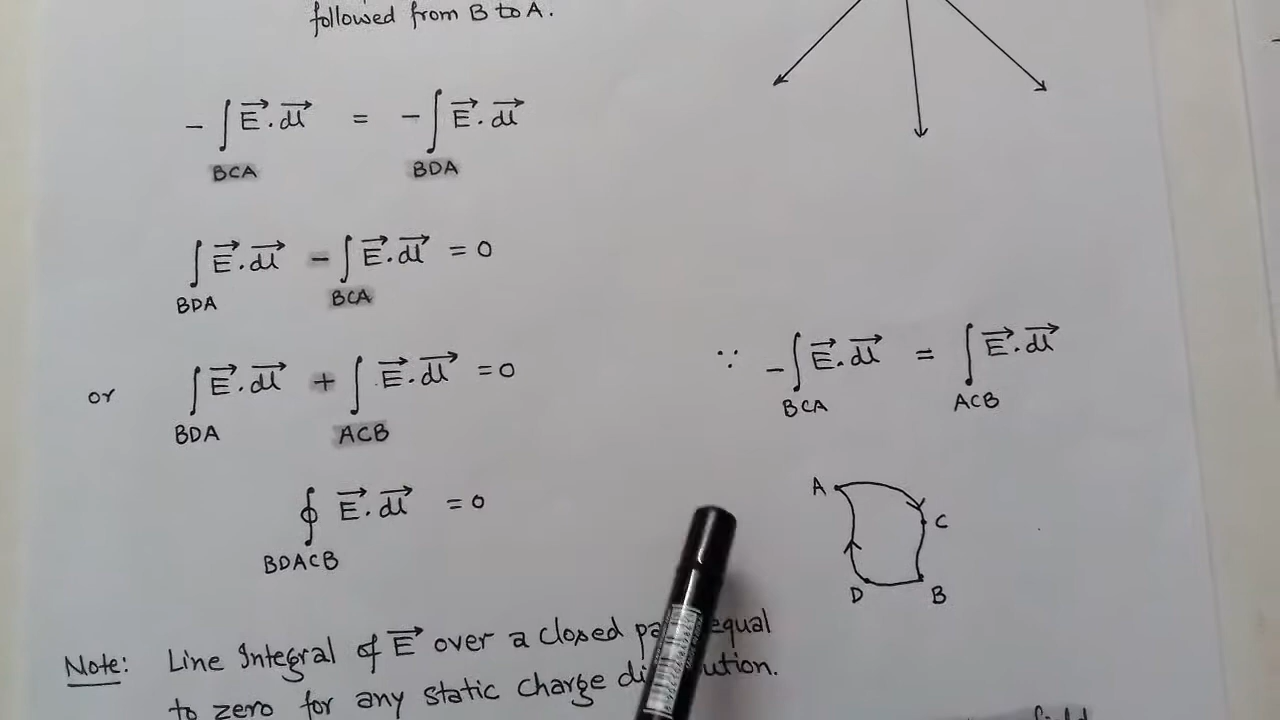 followed from B to A.
- ∫ E⃗. dl⃗ = - ∫ E⃗. dl⃗
BCA BDA
∫ E⃗. dl⃗ - ∫ E⃗. dl⃗ = 0
BDA BCA
or ∫ E⃗. dl⃗ + ∫ E⃗. dl⃗ = 0
BDA ACB
∵ - ∫ E⃗. dl⃗ = ∫ E⃗. dl⃗
BCA ACB
∮ E⃗. dl⃗ = 0
BDACB
A
C
D B
Note: Line Integral of E⃗ over a closed equal
to zero for any static charge
field